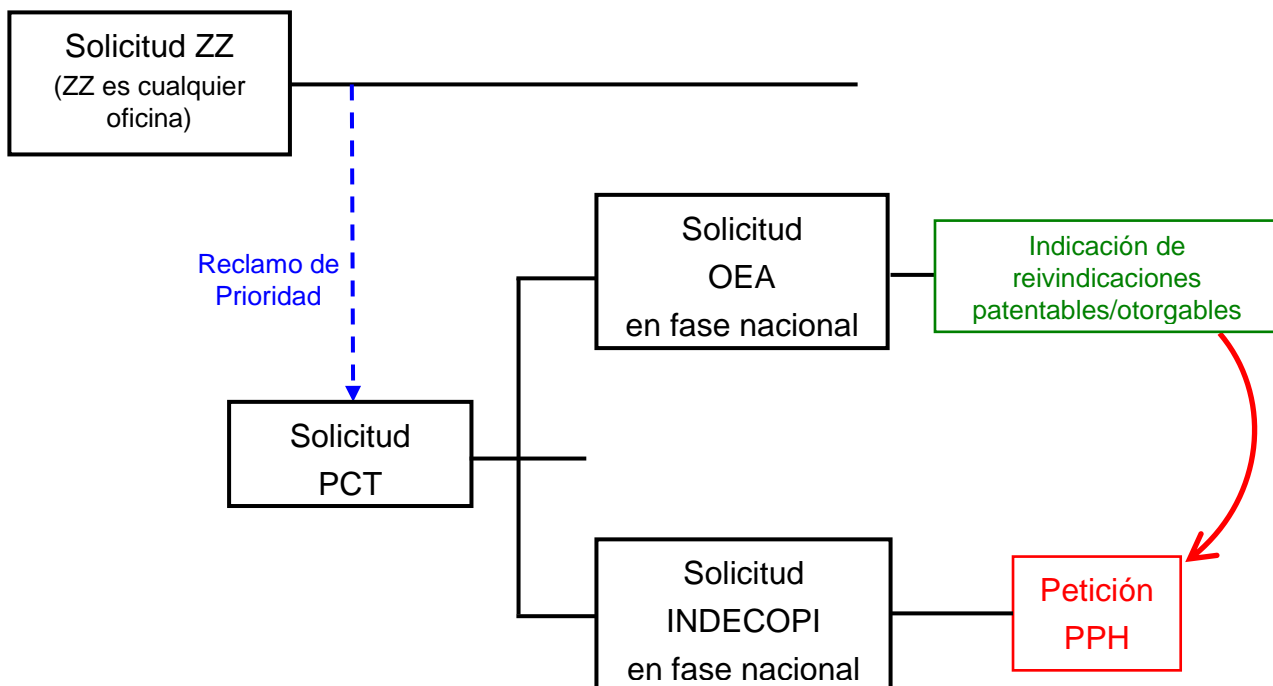 Solicitud ZZ
(ZZ es cualquier
oficina)
Reclamo de
Prioridad
Solicitud
OEA
en fase nacional
Indicación de
reivindicaciones
patentables/otorgables
Solicitud
PCT
Solicitud
INDECOPI
en fase nacional
Petición
PPH